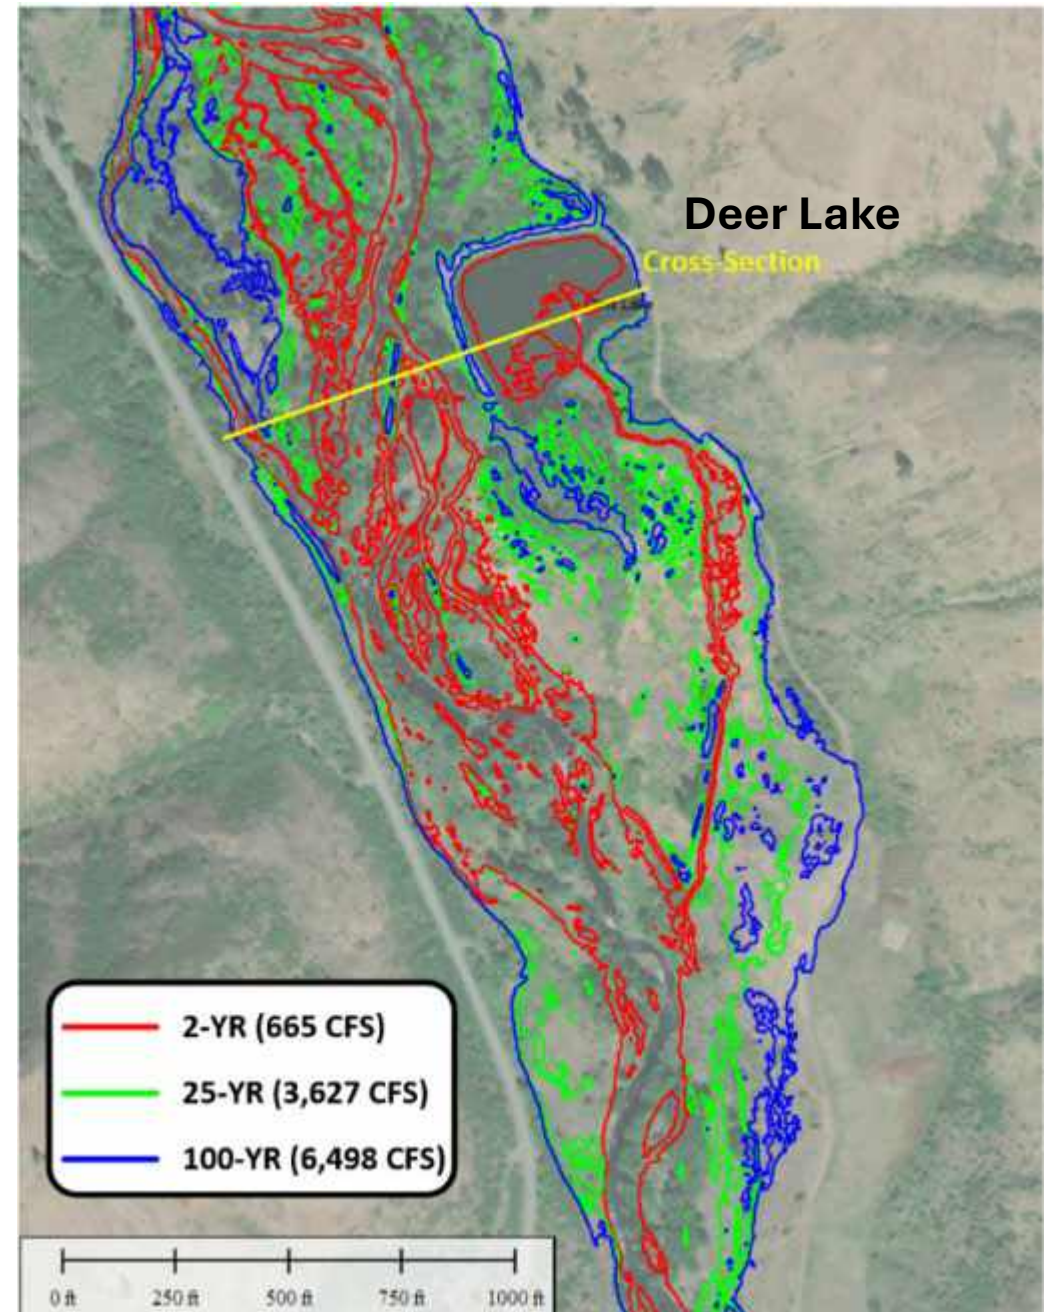 Deer Lake
Cross-Section
2-YR (665 CFS)
25-YR (3,627 CFS)
100-YR (6,498 CFS)
0 ft 250 ft 500 ft 750 ft 1000 ft